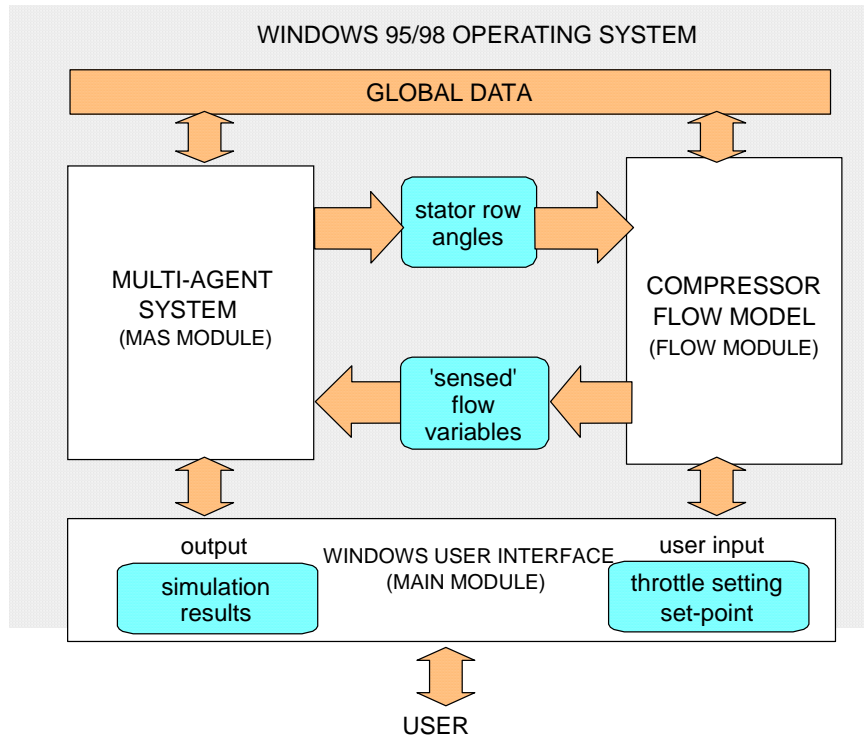 WINDOWS 95/98 OPERATING SYSTEM
GLOBAL DATA
stator row
angles
MULTI-AGENT
SYSTEM
(MAS MODULE)
COMPRESSOR
FLOW MODEL
(FLOW MODULE)
'sensed'
flow
variables
output
WINDOWS USER INTERFACE
(MAIN MODULE)
user input
simulation
results
throttle setting
set-point
USER